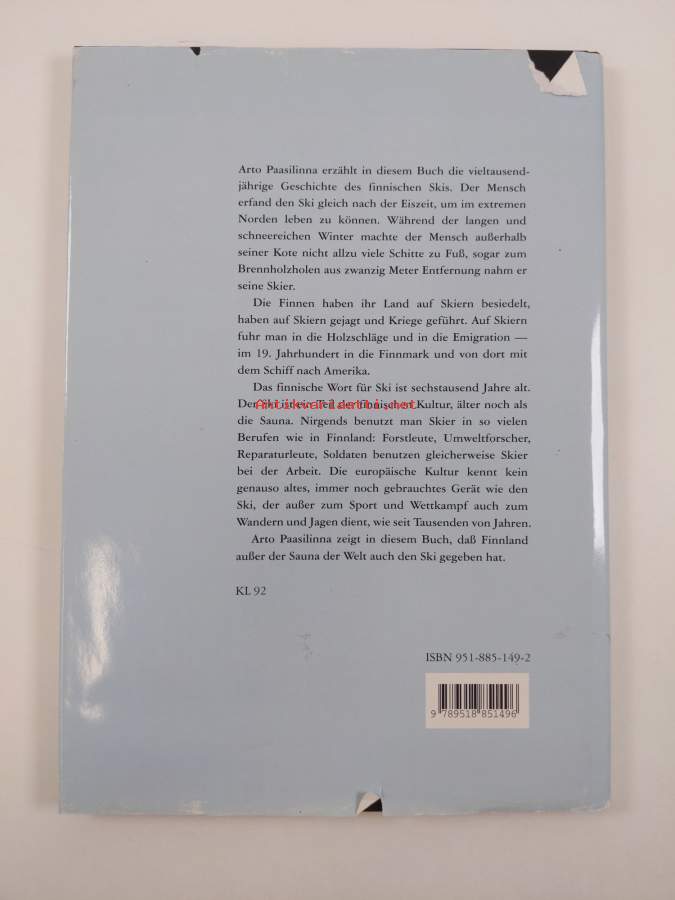 Arto Paasilinna erzählt in diesem Buch die vieltausend-
jährige Geschichte des finnischen Skis. Der Mensch
erfand den Ski gleich nach der Eiszeit, um im extremen
Norden leben zu können. Während der langen und
schneereichen Winter machte der Mensch außerhalb
seiner Kote nicht allzu viele Schitte zu Fuß, sogar zum
Brennholzholen aus zwanzig Meter Entfernung nahm er
seine Skier.
Die Finnen haben ihr Land auf Skiern besiedelt,
haben auf Skiern gejagt und Kriege geführt. Auf Skiern
fuhr man in die Holzschläge und in die Emigration —
im 19. Jahrhundert in die Finnmark und von dort mit
dem Schiff nach Amerika.
Das finnische Wort für Ski ist sechstausend Jahre alt.
Der Ski ist ein Teil der finnischen Kultur, älter noch als
Antikvariaatti.net
die Sauna. Nirgends benutzt man Skier in so vielen
Berufen wie in Finnland: Forstleute, Umweltforscher,
Reparaturleute, Soldaten benutzen gleicherweise Skier
bei der Arbeit. Die europäische Kultur kennt kein
genauso altes, immer noch gebrauchtes Gerät wie den
Ski, der außer zum Sport und Wettkampf auch zum
Wandern und Jagen dient, wie seit Tausenden von Jahren.
Arto Paasilinna zeigt in diesem Buch, daß Finnland
außer der Sauna der Welt auch den Ski gegeben hat.
KL 92
ISBN 951-885-149-2
9 789518 851496